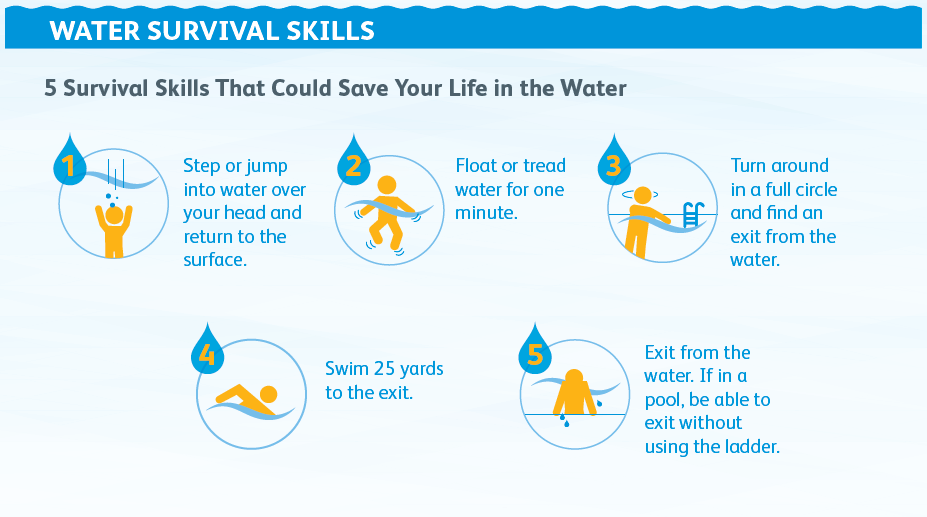 WATER SURVIVAL SKILLS
5 Survival Skills That Could Save Your Life in the Water
1
Step or jump
into water over
your head and
return to the
surface.
2
Float or tread
water for one
minute.
3
Turn around
in a full circle
and find an
exit from the
water.
4
Swim 25 yards
to the exit.
5
Exit from the
water. If in a
pool, be able to
exit without
using the ladder.